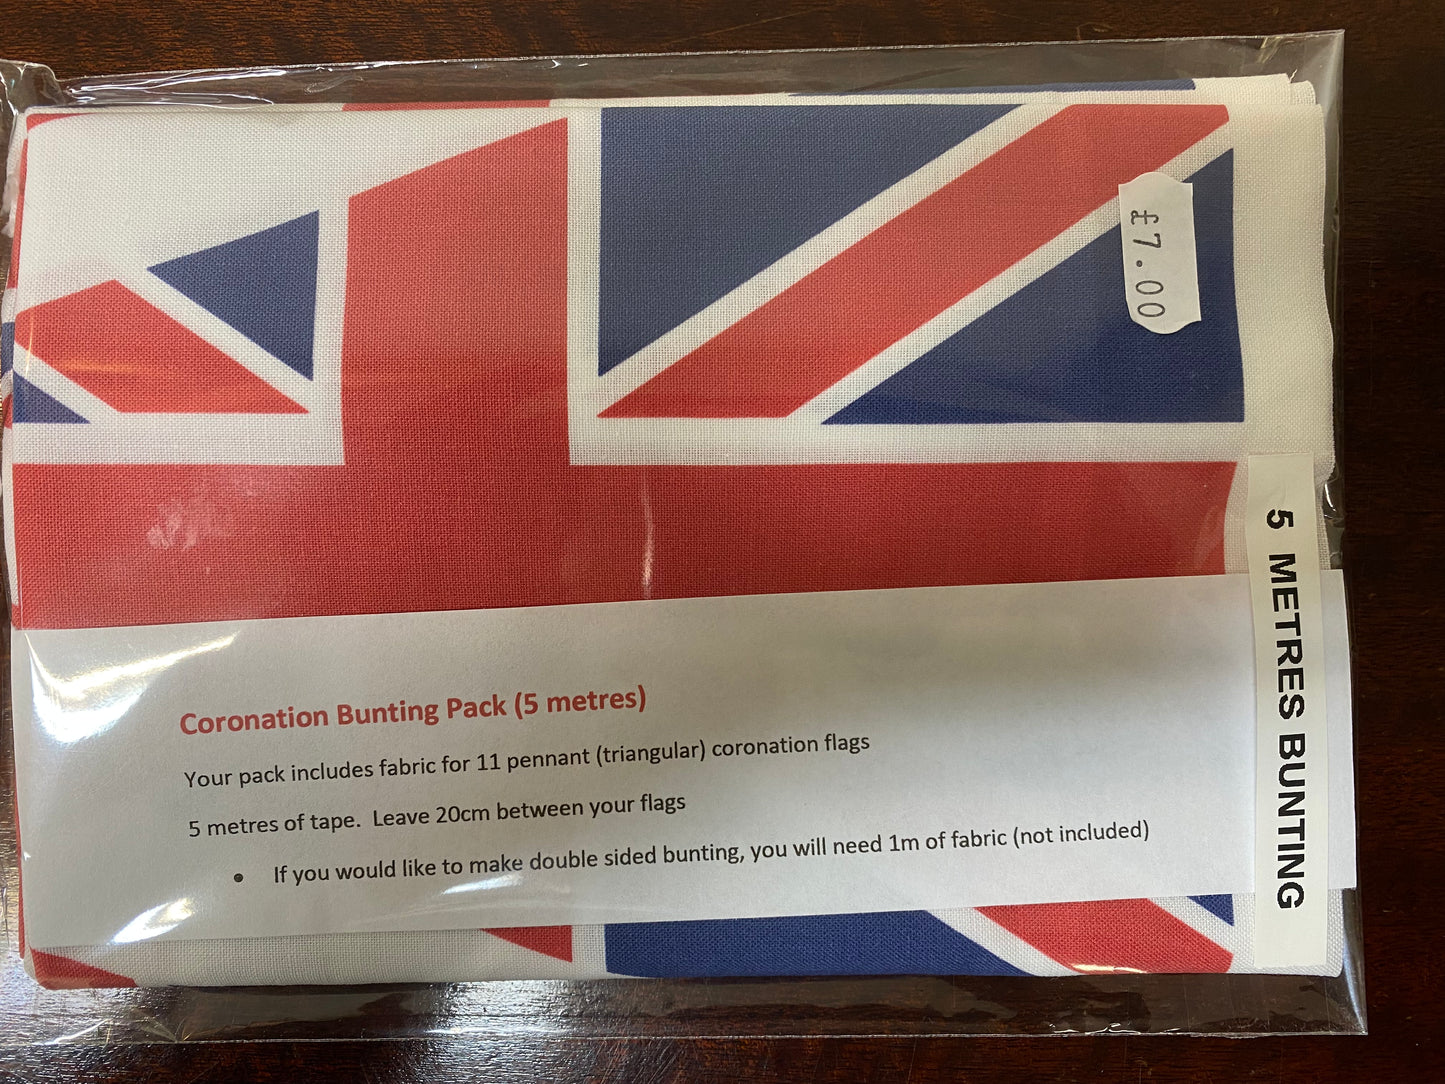 £7.00
5 METRES BUNTING
Coronation Bunting Pack (5 metres)
Your pack includes fabric for 11 pennant (triangular) coronation flags
5 metres of tape.  Leave 20cm between your flags
• If you would like to make double sided bunting, you will need 1m of fabric (not included)